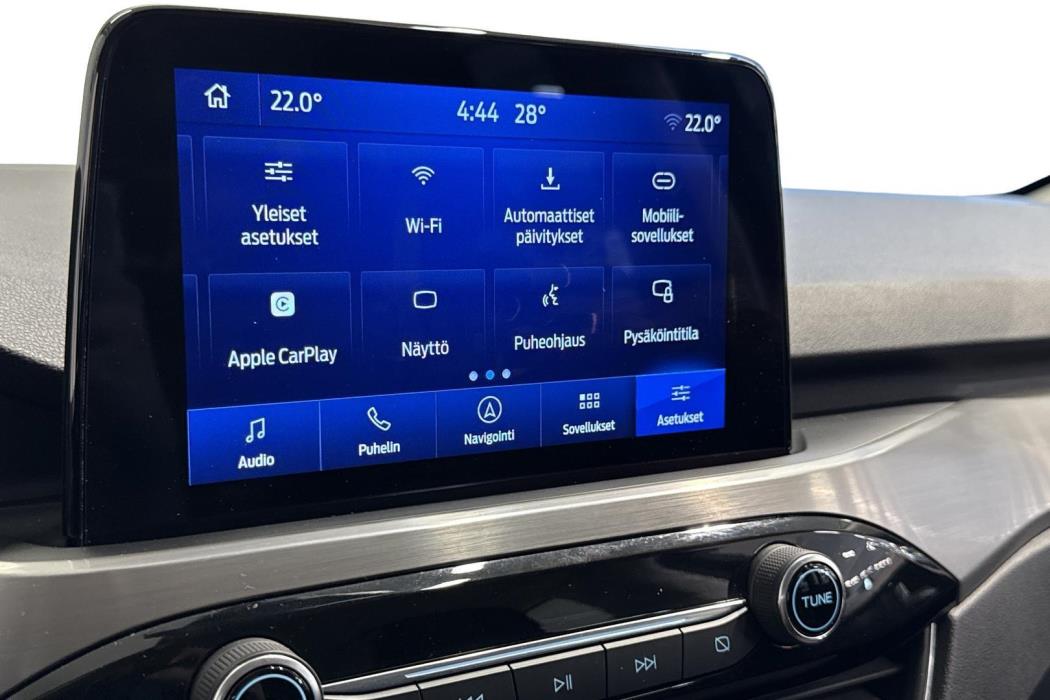 22.0° 4:44 28° 22.0°
Yleiset
asetukset
Wi-Fi
Automaattiset
päivitykset
Mobiili-
sovellukset
Apple CarPlay
Näyttö
Puheohjaus
Pysäköintitila
Audio
Puhelin
Navigointi
Sovellukset
Asetukset
TUNE